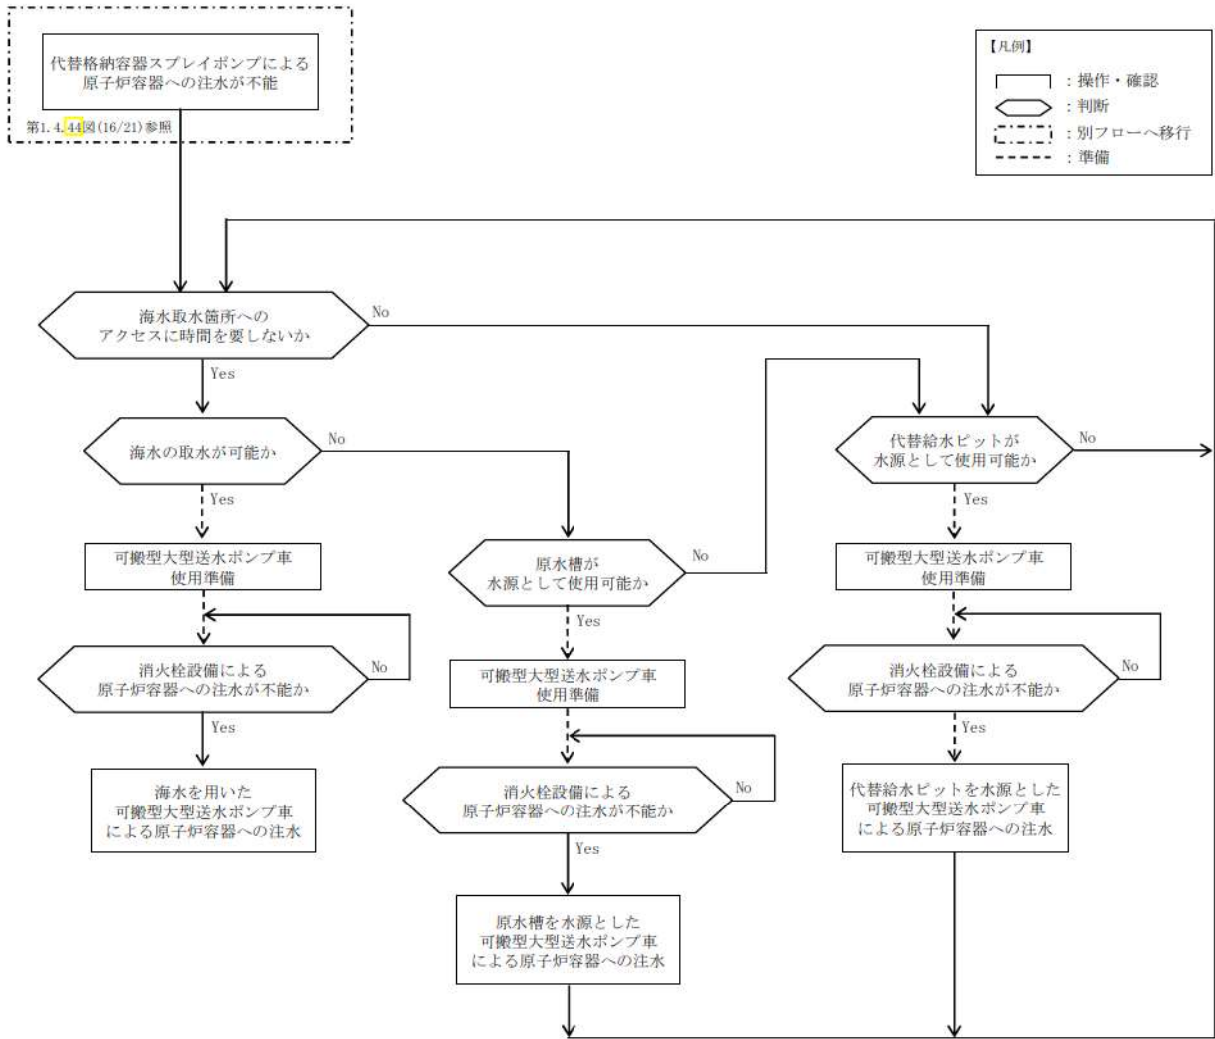 代替格納容器スプレイポンプによる
原子炉容器への注水が不能
第1.4.44図(16/21)参照
【凡例】
：操作・確認
：判断
：別フローへ移行
：準備
海水取水箇所への
アクセスに時間を要しないか
No
Yes
海水の取水が可能か
No
Yes
代替給水ピットが
水源として使用可能か
No
Yes
可搬型大型送水ポンプ車
使用準備
原水槽が
水源として使用可能か
No
Yes
可搬型大型送水ポンプ車
使用準備
消火栓設備による
原子炉容器への注水が不能か
No
Yes
可搬型大型送水ポンプ車
使用準備
消火栓設備による
原子炉容器への注水が不能か
No
Yes
海水を用いた
可搬型大型送水ポンプ車
による原子炉容器への注水
消火栓設備による
原子炉容器への注水が不能か
No
Yes
代替給水ピットを水源とした
可搬型大型送水ポンプ車
による原子炉容器への注水
原水槽を水源とした
可搬型大型送水ポンプ車
による原子炉容器への注水